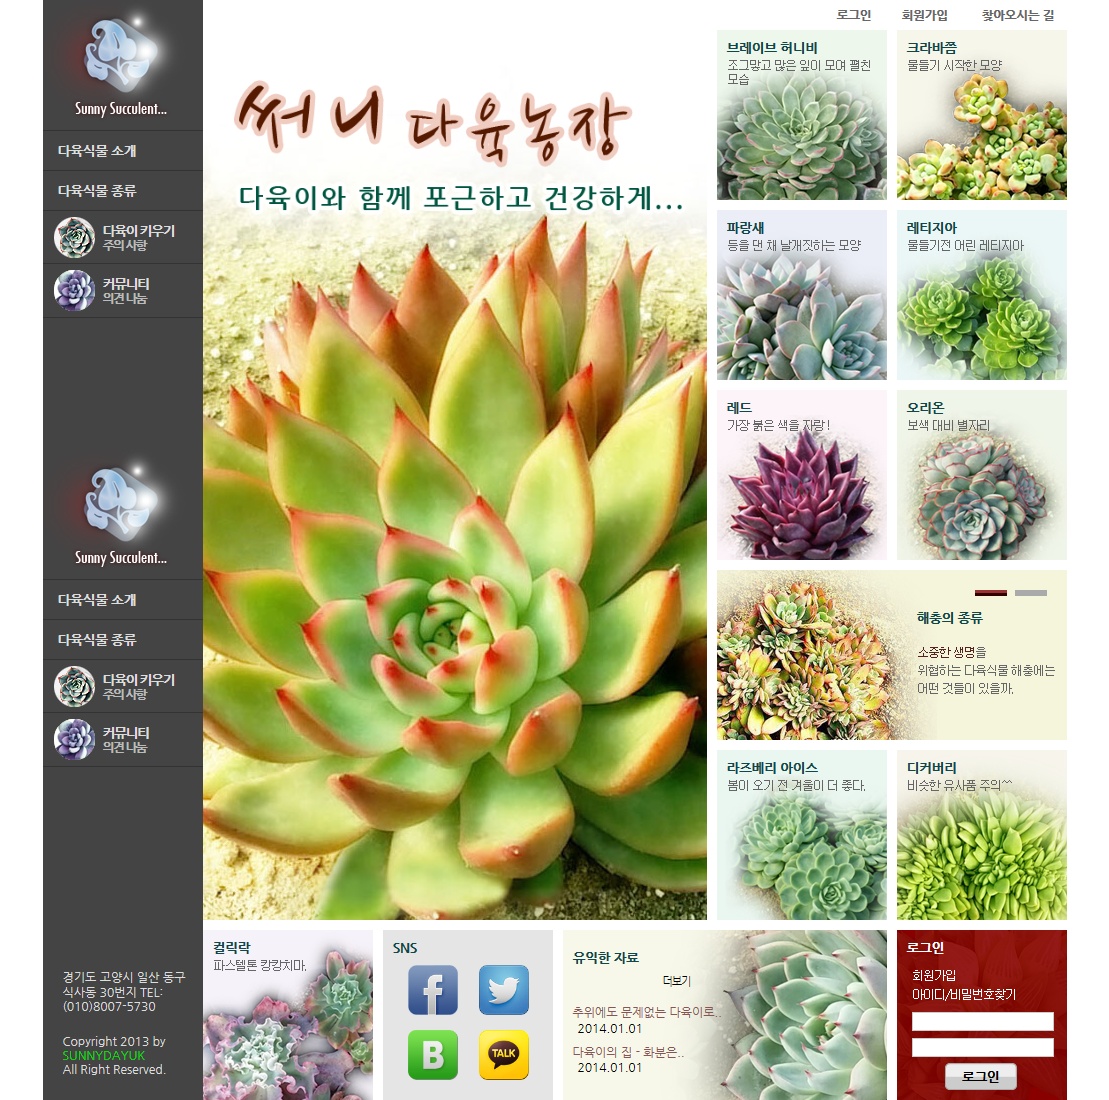 로그인 회원가입 찾아오시는 길
Sunny Succulent...
다육식물 소개
다육식물 종류
다육이 키우기
주의 사항
커뮤니티
의견 나눔
Sunny Succulent...
다육식물 소개
다육식물 종류
다육이 키우기
주의 사항
커뮤니티
의견 나눔
경기도 고양시 일산 동구
식사동 30번지 TEL:
(010)8007-5730
Copyright 2013 by
SUNNYDAYUK
All Right Reserved.
써니 다육농장
다육이와 함께 포근하고 건강하게...
브레이브 허니비
조그맣고 많은 잎이 모여 펼친
모습
크라바쯤
물들기 시작한 모양
파랑새
등을 맨 채 날개짓하는 모양
레티지아
물들기전 어린 레티지아
레드
가장 붉은 색을 자랑!
오리온
보색 대비 별자리
해충의 종류
소중한 생명을
위협하는 다육식물 해충에는
어떤 것들이 있을까.
라즈베리 아이스
봄이 오기 전 겨울이 더 좋다.
디커버리
비슷한 유사품 주의^^
컬릭락
파스텔톤 캉캉치마.
SNS
B
TALK
유익한 자료
더보기
추위에도 문제없는 다육이로..
2014.01.01
다육이의 집 - 화분은..
2014.01.01
로그인
회원가입
아이디/비밀번호찾기
로그인